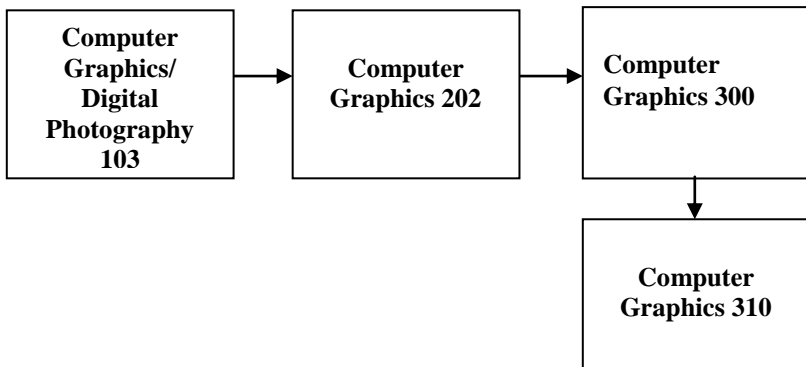 Computer
Graphics/
Digital
Photography
103
Computer
Graphics 202
Computer
Graphics 300
Computer
Graphics 310